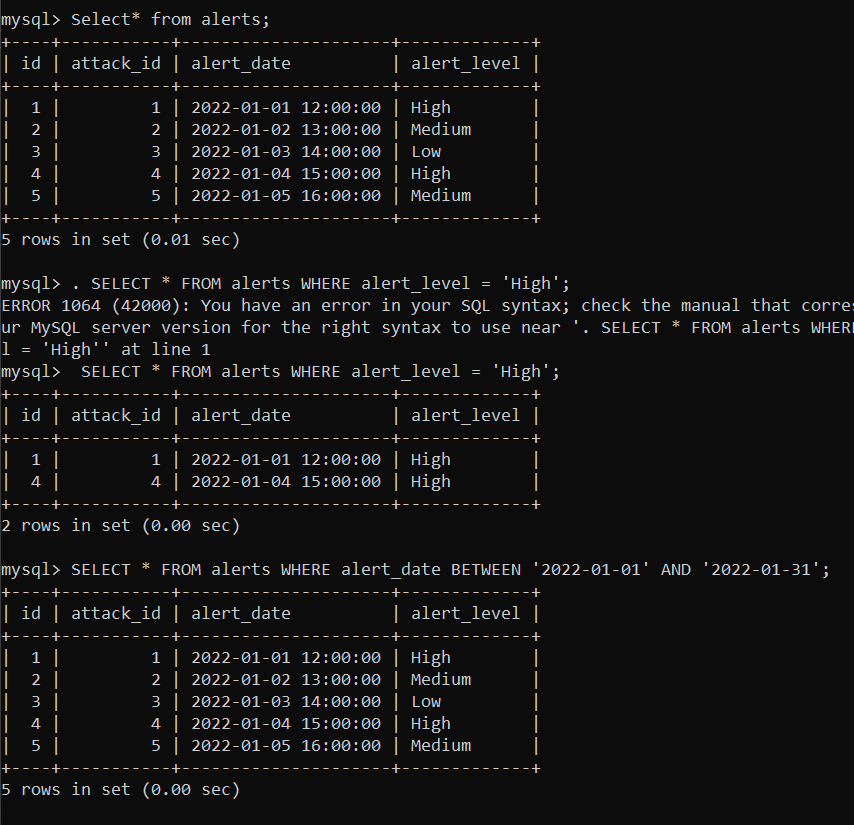 mysql> Select* from alerts;
+----+-----------+---------------------+-------------+
| id | attack_id | alert_date          | alert_level |
+----+-----------+---------------------+-------------+
|  1 |         1 | 2022-01-01 12:00:00 | High        |
|  2 |         2 | 2022-01-02 13:00:00 | Medium      |
|  3 |         3 | 2022-01-03 14:00:00 | Low         |
|  4 |         4 | 2022-01-04 15:00:00 | High        |
|  5 |         5 | 2022-01-05 16:00:00 | Medium      |
+----+-----------+---------------------+-------------+
5 rows in set (0.01 sec)

mysql> . SELECT * FROM alerts WHERE alert_level = 'High';
ERROR 1064 (42000): You have an error in your SQL syntax; check the manual that corres
ur MySQL server version for the right syntax to use near '. SELECT * FROM alerts WHERE
l = 'High'' at line 1
mysql>  SELECT * FROM alerts WHERE alert_level = 'High';
+----+-----------+---------------------+-------------+
| id | attack_id | alert_date          | alert_level |
+----+-----------+---------------------+-------------+
|  1 |         1 | 2022-01-01 12:00:00 | High        |
|  4 |         4 | 2022-01-04 15:00:00 | High        |
+----+-----------+---------------------+-------------+
2 rows in set (0.00 sec)

mysql> SELECT * FROM alerts WHERE alert_date BETWEEN '2022-01-01' AND '2022-01-31';
+----+-----------+---------------------+-------------+
| id | attack_id | alert_date          | alert_level |
+----+-----------+---------------------+-------------+
|  1 |         1 | 2022-01-01 12:00:00 | High        |
|  2 |         2 | 2022-01-02 13:00:00 | Medium      |
|  3 |         3 | 2022-01-03 14:00:00 | Low         |
|  4 |         4 | 2022-01-04 15:00:00 | High        |
|  5 |         5 | 2022-01-05 16:00:00 | Medium      |
+----+-----------+---------------------+-------------+
5 rows in set (0.00 sec)